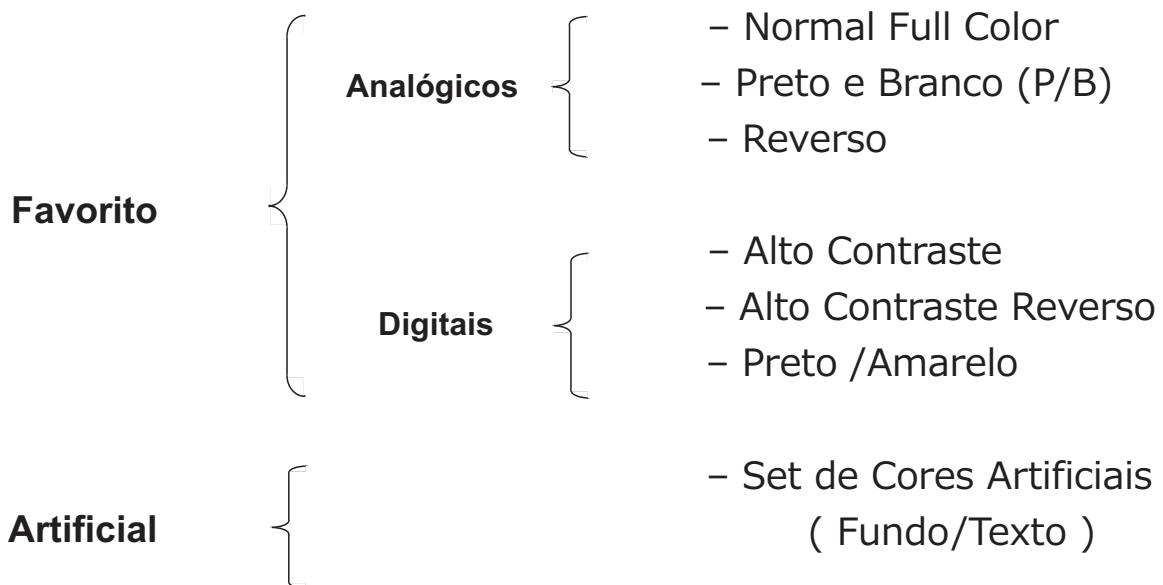 – Normal Full Color
Analógicos
– Preto e Branco (P/B)
– Reverso
Favorito
– Alto Contraste
– Alto Contraste Reverso
Digitais
– Preto /Amarelo
– Set de Cores Artificiais
Artificial
( Fundo/Texto )